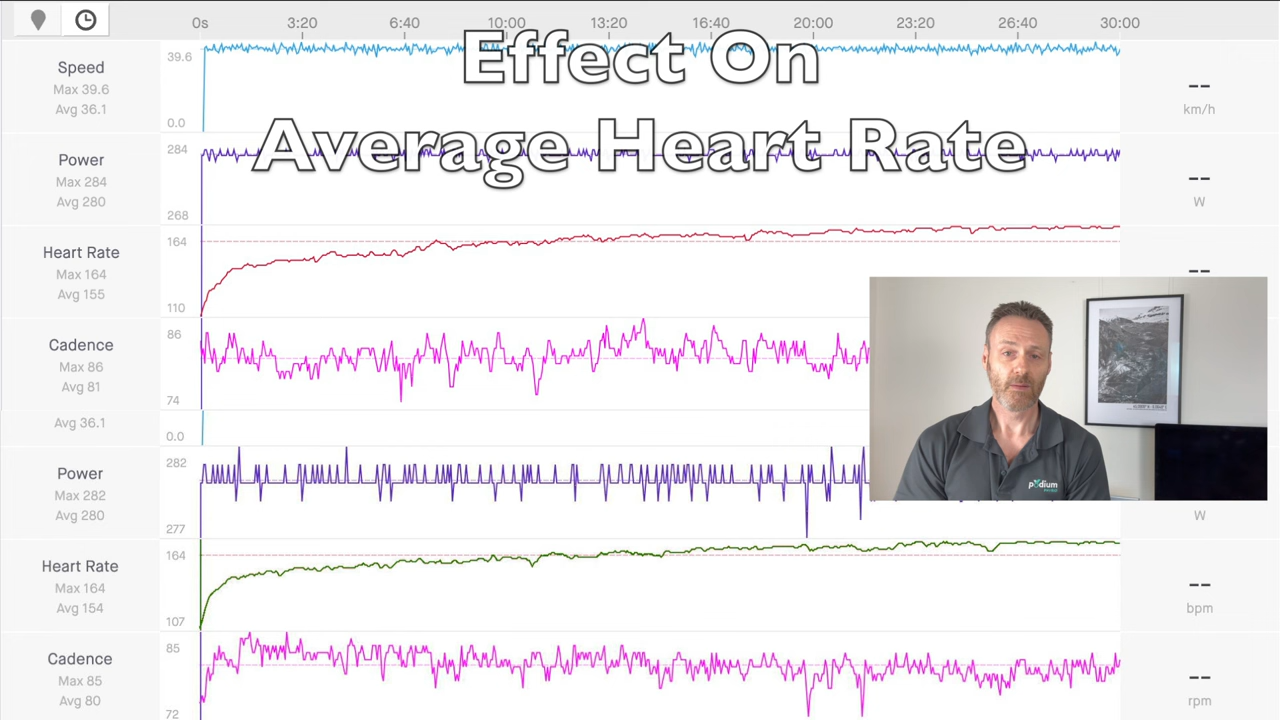 0s 3:20 6:40 10:00 13:20 16:40 20:00 23:20 26:40 30:00
Effect On
Average Heart Rate
Speed
Max 39.6
Avg 36.1
39.6
0.0
--
km/h
Power
Max 284
Avg 280
284
268
--
W
Heart Rate
Max 164
Avg 155
164
110
--
Cadence
Max 86
Avg 81
86
74
Avg 36.1
0.0
Power
Max 282
Avg 280
282
277
W
Heart Rate
Max 164
Avg 154
164
107
--
bpm
Cadence
Max 85
Avg 80
85
72
--
rpm
pódium